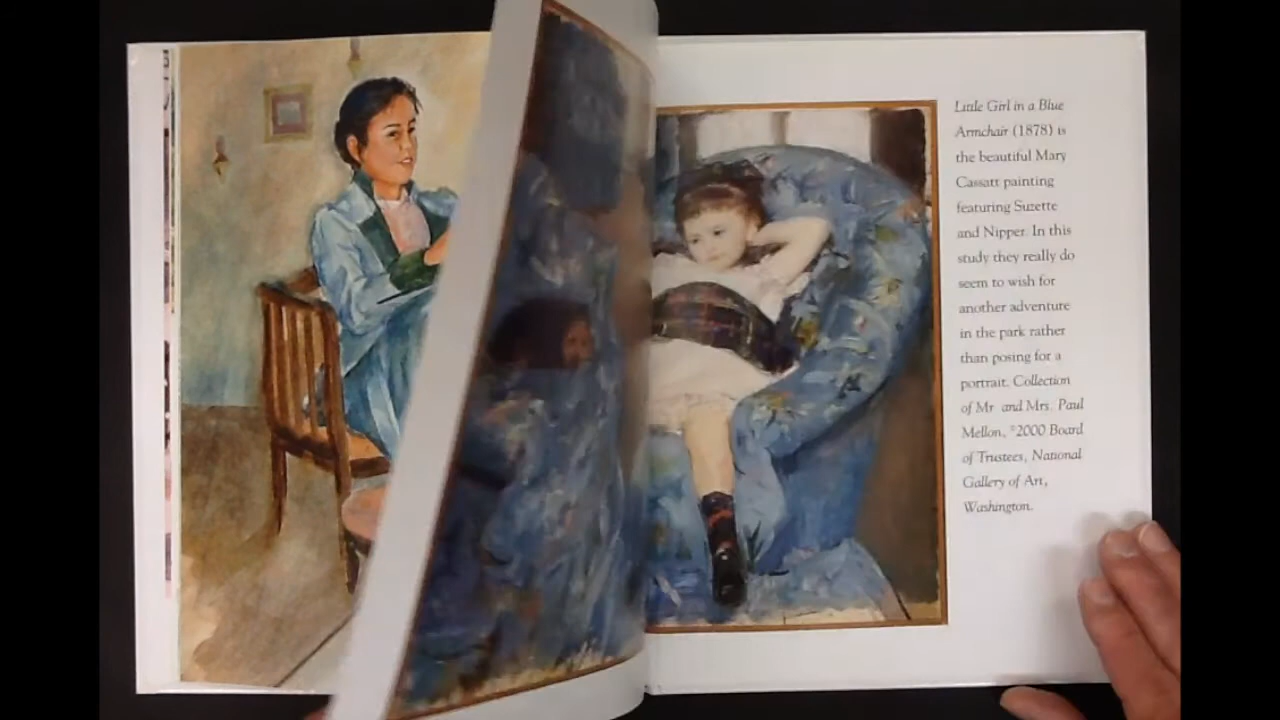 Little Girl in a Blue
Armchair (1878) is
the beautiful Mary
Cassatt painting
featuring Suzette
and Nipper. In this
study they really do
seem to wish for
another adventure
in the park rather
than posing for a
portrait. Collection
of Mr and Mrs. Paul
Mellon, ©2000 Board
of Trustees, National
Gallery of Art,
Washington.